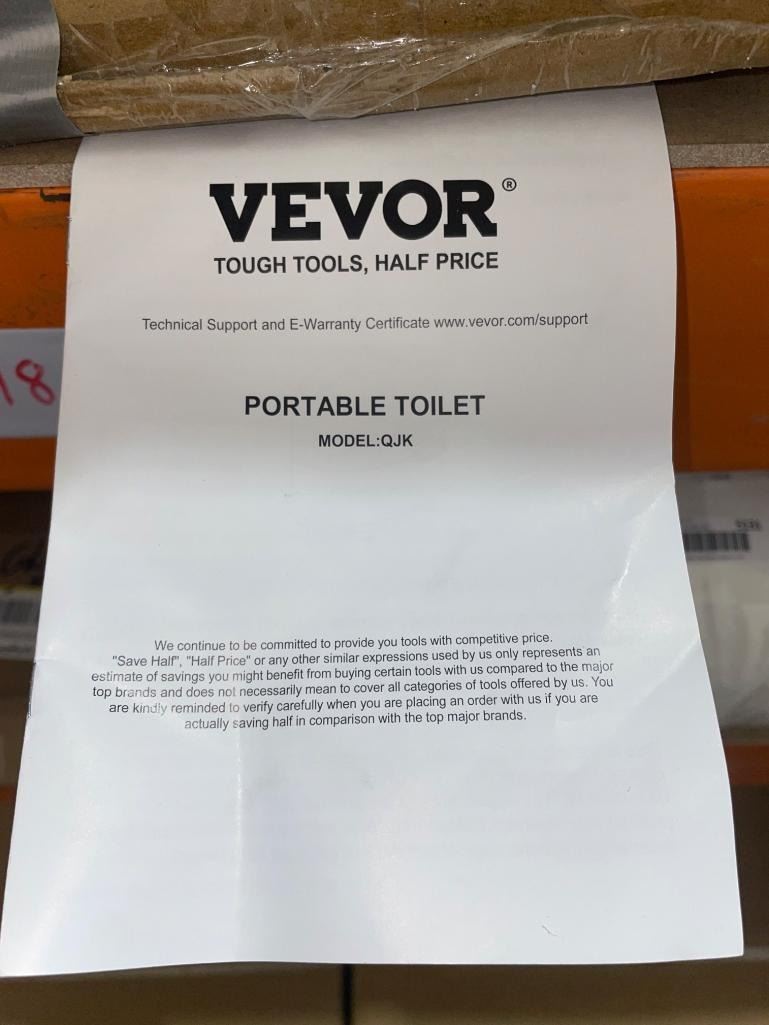 VEVOR®
TOUGH TOOLS, HALF PRICE
Technical Support and E-Warranty Certificate www.vevor.com/support
PORTABLE TOILET
MODEL:QJK
18
We continue to be committed to provide you tools with competitive price.
"Save Half", "Half Price" or any other similar expressions used by us only represents an
estimate of savings you might benefit from buying certain tools with us compared to the major
top brands and does not necessarily mean to cover all categories of tools offered by us. You
are kindly reminded to verify carefully when you are placing an order with us if you are
actually saving half in comparison with the top major brands.